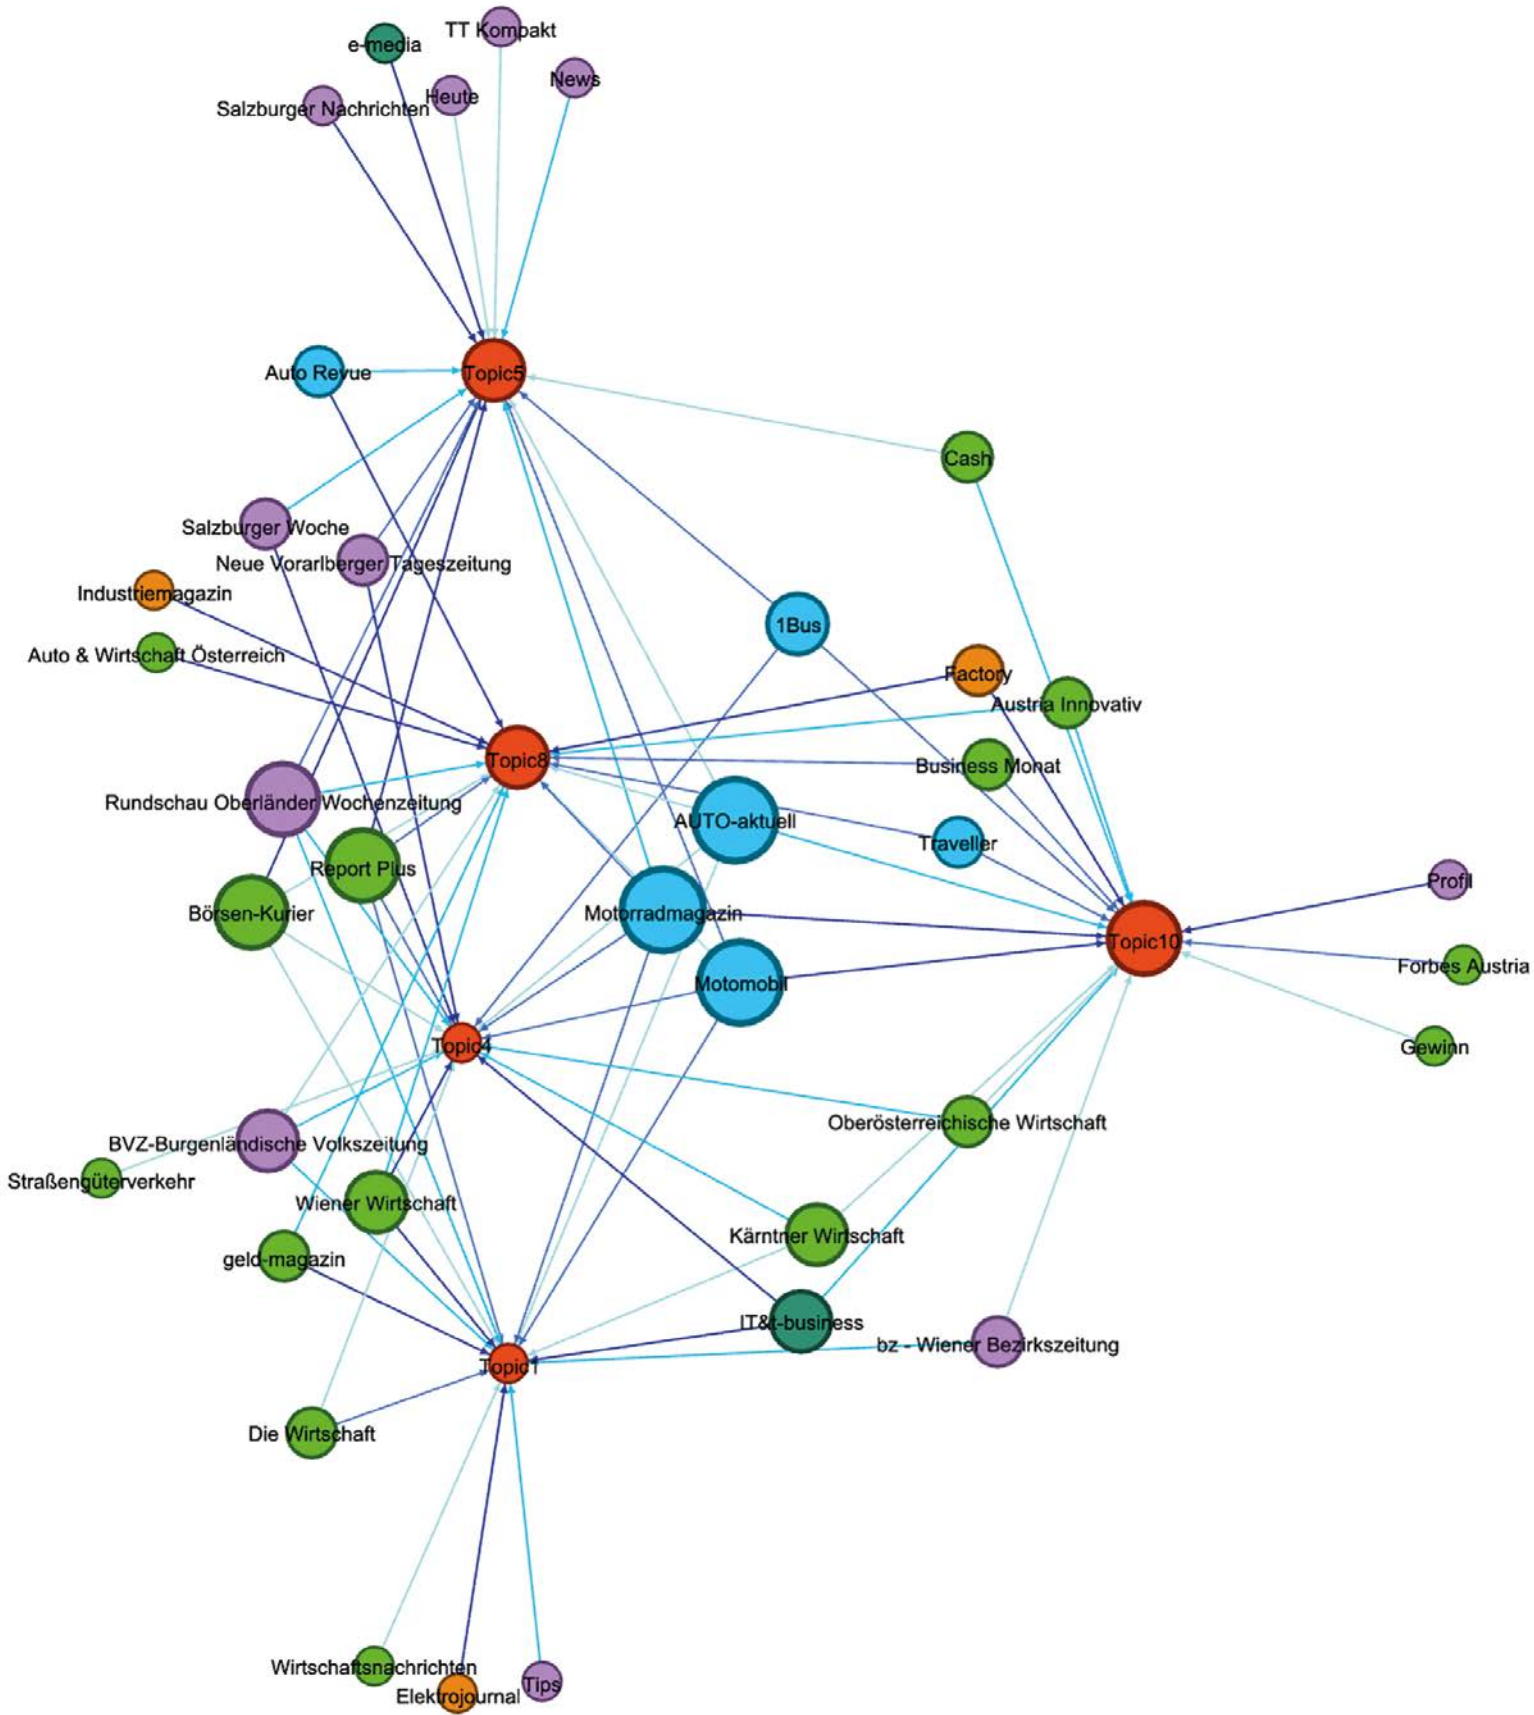 TT Kompakt
e-media
News
Heute
Salzburger Nachrichten
Auto Revue
Topic5
Cash
Salzburger Woche
Neue Vorarlberger Tageszeitung
Industriemagazin
1Bus
Auto & Wirtschaft Österreich
Factory
Austria Innovativ
Topic8
Business Monat
Rundschau Oberländer Wochenzeitung
AUTO-aktuell
Traveller
Report Plus
Profil
Börsen-Kurier
Motorradmagazin
Topic10
Forbes Austria
Motomobil
Topic4
Gewinn
Oberösterreichische Wirtschaft
BVZ-Burgenländische Volkszeitung
Straßengüterverkehr
Wiener Wirtschaft
Kärntner Wirtschaft
geld-magazin
IT&t-business
bz - Wiener Bezirkszeitung
Topic1
Die Wirtschaft
Wirtschaftsnachrichten
Tips
Elektrojournal